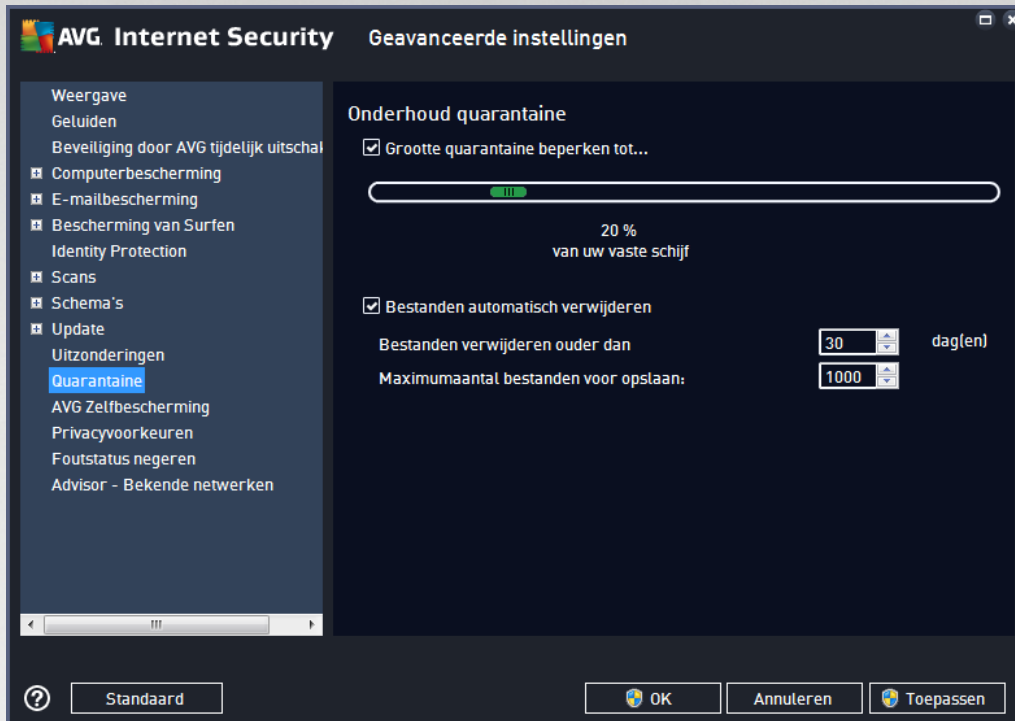 AVG. Internet Security Geavanceerde instellingen
Weergave
Geluiden
Beveiliging door AVG tijdelijk uitschak
Computerbescherming
E-mailbescherming
Bescherming van Surfen
Identity Protection
Scans
Schema's
Update
Uitzonderingen
Quarantaine
AVG Zelfbescherming
Privacyvoorkeuren
Foutstatus negeren
Advisor - Bekende netwerken
Onderhoud quarantaine
Grootte quarantaine beperken tot...
20 %
van uw vaste schijf
Bestanden automatisch verwijderen
Bestanden verwijderen ouder dan 30 dag(en)
Maximumaantal bestanden voor opslaan: 1000
? Standaard OK Annuleren Toepassen